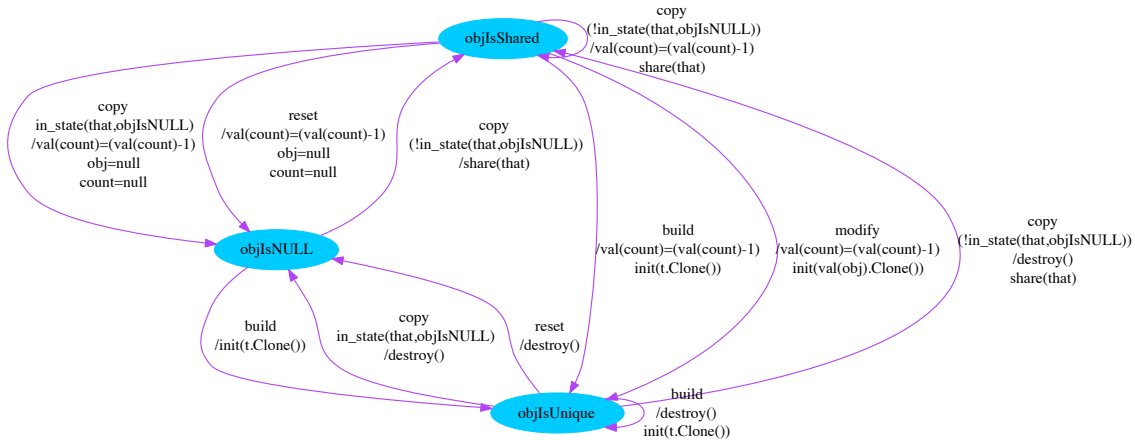 copy
(!in_state(that,objIsNULL))
/val(count)=(val(count)-1)
share(that)
objIsShared
copy
in_state(that,objIsNULL)
/val(count)=(val(count)-1)
obj=null
count=null
reset
/val(count)=(val(count)-1)
obj=null
count=null
copy
(!in_state(that,objIsNULL))
/share(that)
objIsNULL
build
/val(count)=(val(count)-1)
init(t.Clone())
modify
/val(count)=(val(count)-1)
init(val(obj).Clone())
copy
(!in_state(that,objIsNULL))
/destroy()
share(that)
build
/init(t.Clone())
copy
in_state(that,objIsNULL)
/destroy()
reset
/destroy()
objIsUnique
build
/destroy()
init(t.Clone())